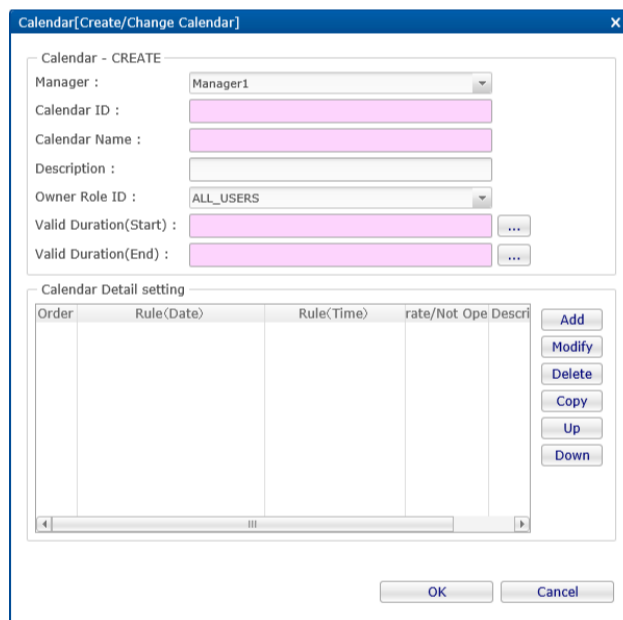 Calendar[Create/Change Calendar] x
Calendar - CREATE
Manager : Manager1
Calendar ID :
Calendar Name :
Description :
Owner Role ID : ALL_USERS
Valid Duration(Start) : ...
Valid Duration(End) : ...
Calendar Detail setting
Order Rule(Date) Rule(Time) rate/Not Ope Descri
Add
Modify
Delete
Copy
Up
Down
OK Cancel